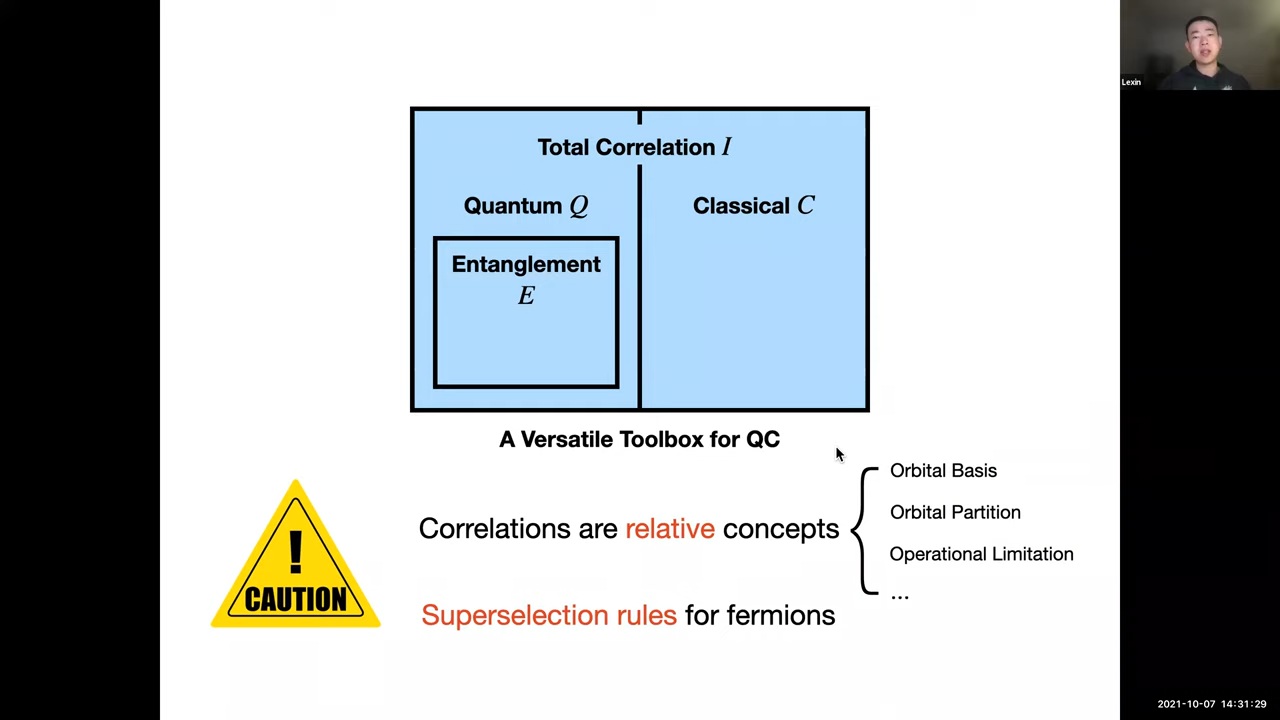 Lexin
Total Correlation I
Quantum Q
Classical C
Entanglement
E
A Versatile Toolbox for QC
Orbital Basis
Orbital Partition
Correlations are relative concepts
Operational Limitation
...
!
CAUTION
Superselection rules for fermions
2021-10-07 14:31:29